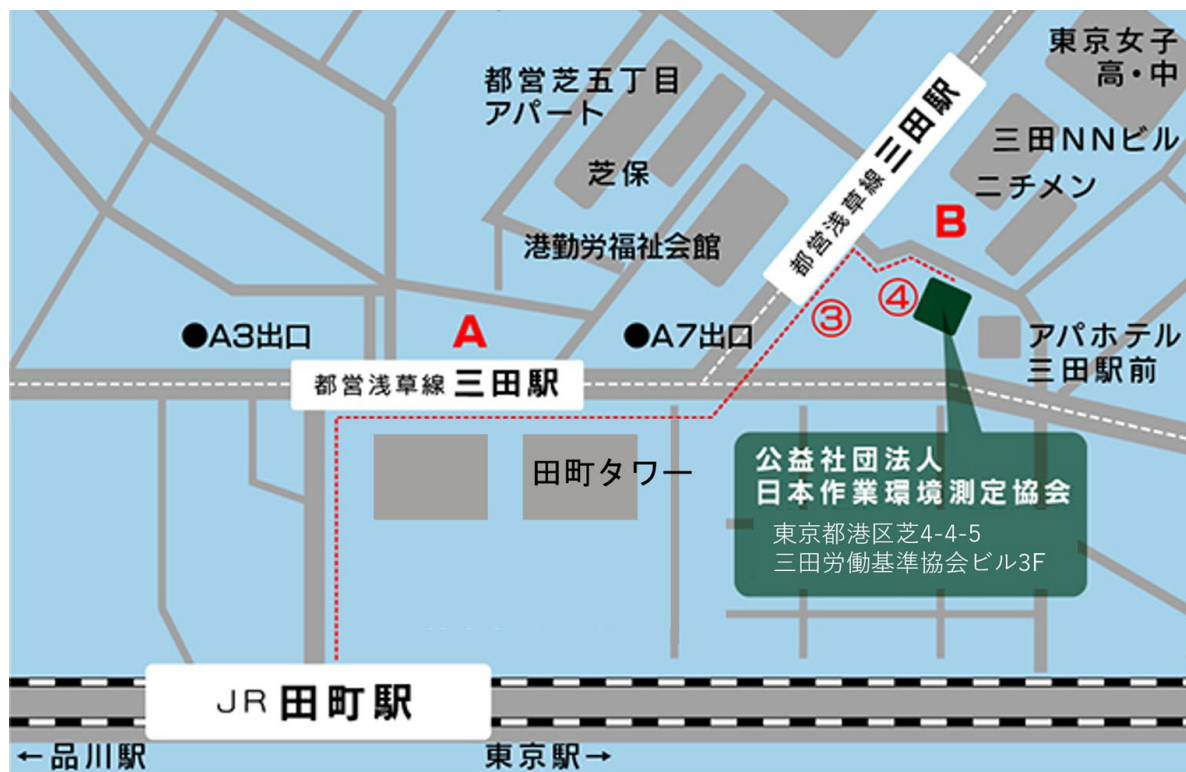 東京女子
高・中
都営芝五丁目
アパート
都営浅草線 三田駅
三田NNビル
芝保
ニチメン
B
港勤労福祉会館
④
③
●A3出口
A
●A7出口
アパホテル
三田駅前
都営浅草線 三田駅
田町タワー
公益社団法人
日本作業環境測定協会
東京都港区芝4-4-5
三田労働基準協会ビル3F
JR 田町駅
←品川駅
東京駅→